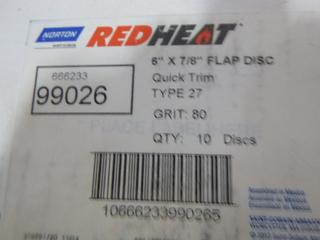 NORTON
REDHEAT
6" X 7/8" FLAP DISC
666233
Quick Trim
99026
TYPE 27
GRIT: 80
QTY: 10 Discs
10666233990265